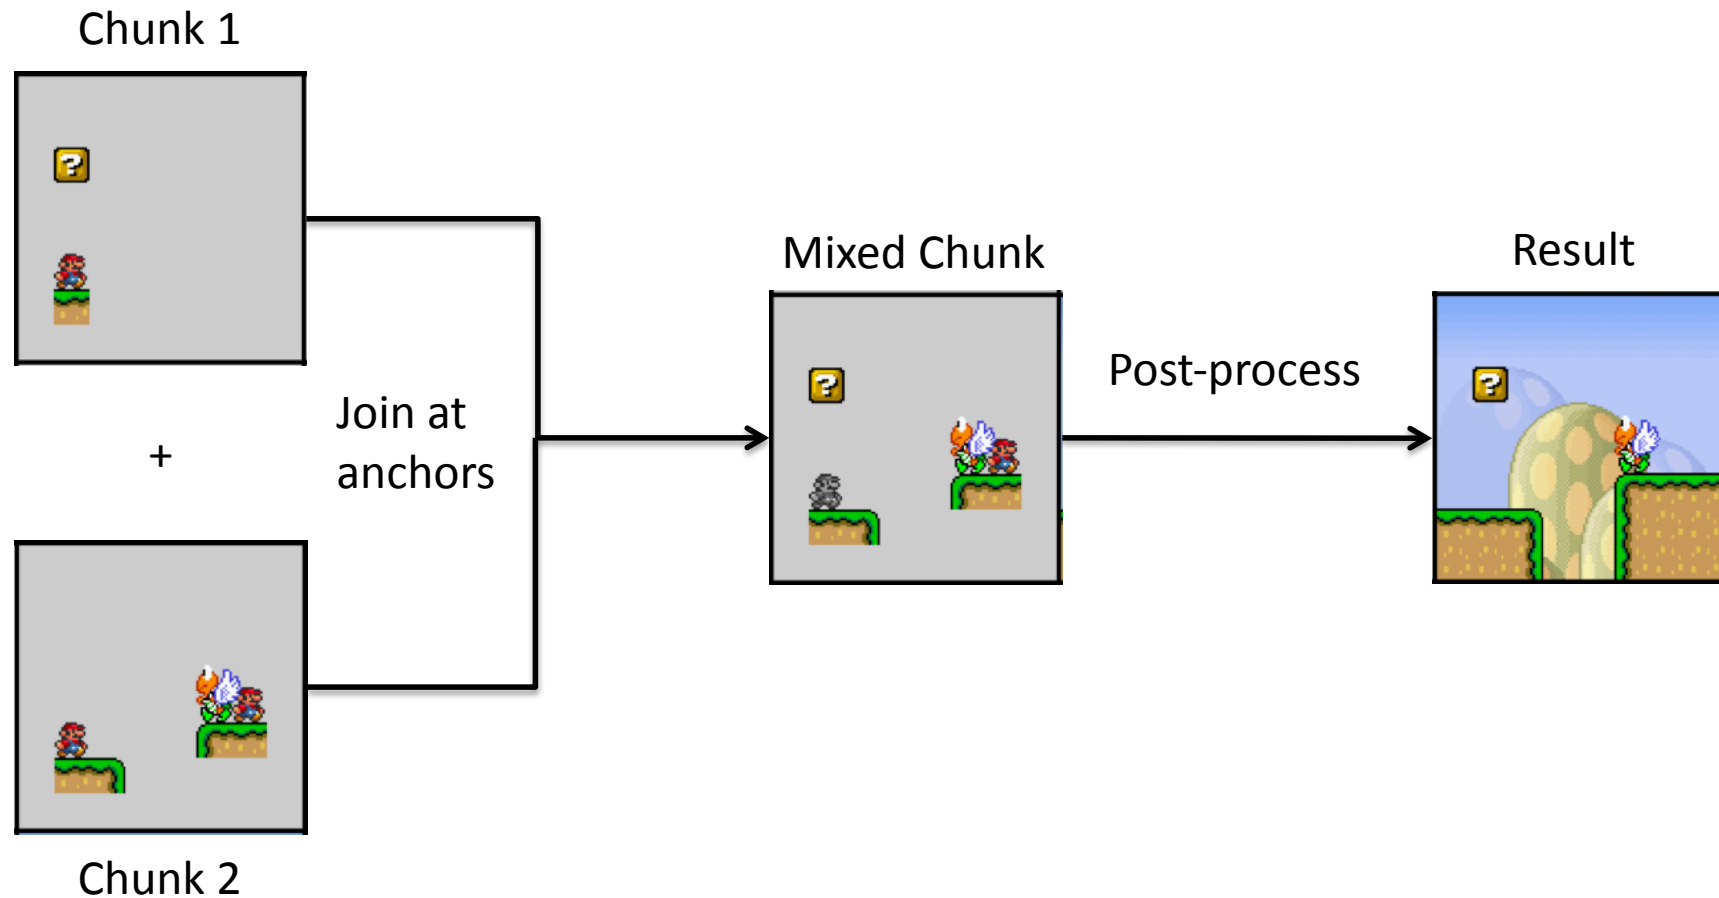 Chunk 1
?
+
Join at
anchors
?
Mixed Chunk
Post-process
Result
?
Chunk 2